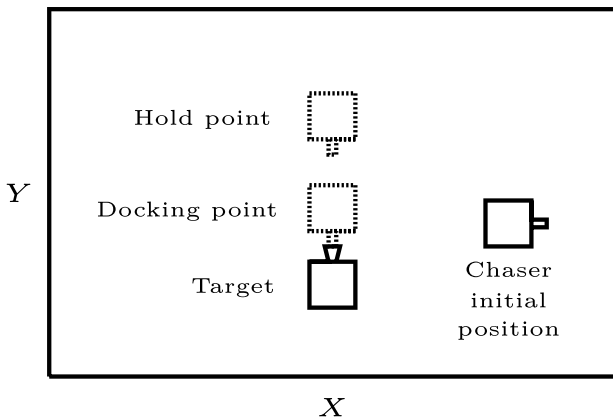 Hold point
Y
Docking point
Target
Chaser
initial
position
X